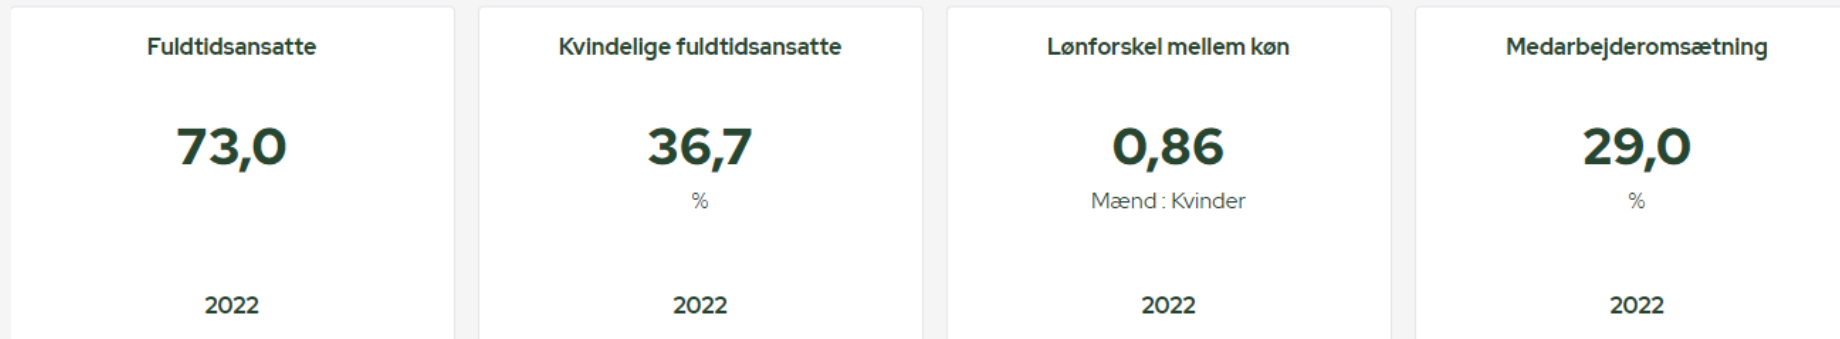 Fuldtidsansatte
73,0
2022
Kvindelige fuldtidsansatte
36,7
%
2022
Lønforskel mellem køn
0,86
Mænd : Kvinder
2022
Medarbejderomsætning
29,0
%
2022